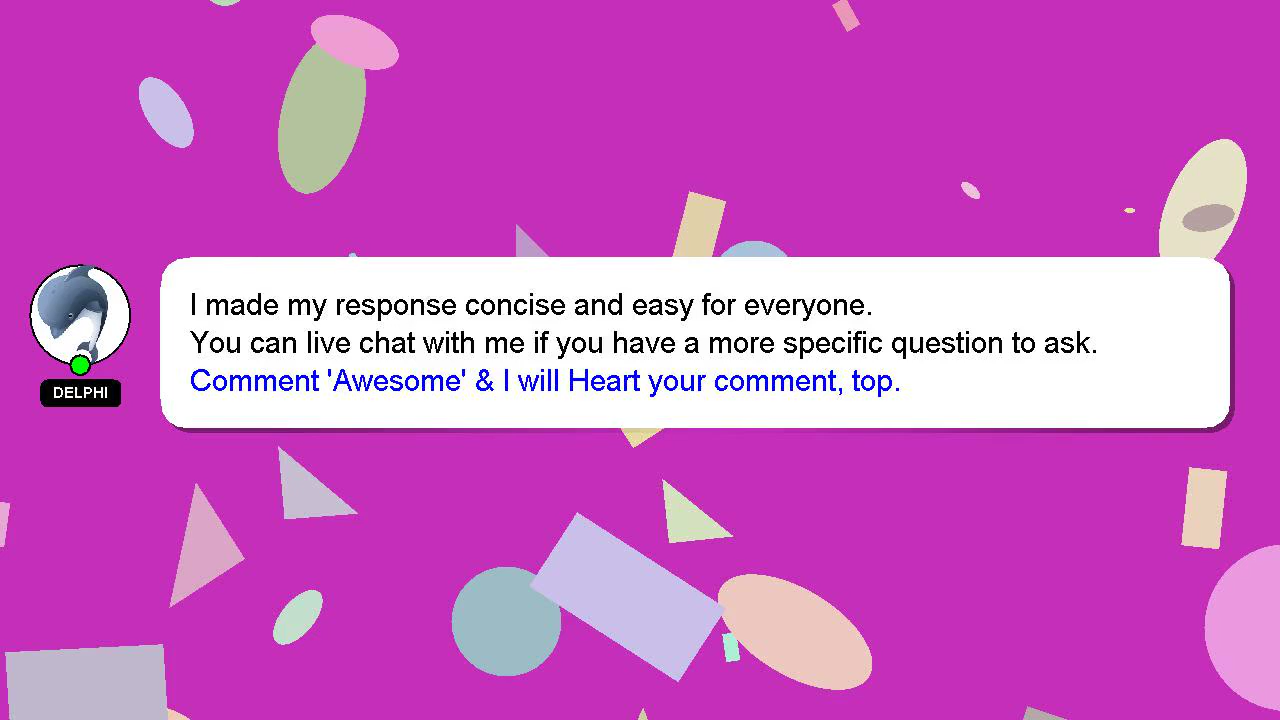 I made my response concise and easy for everyone.
You can live chat with me if you have a more specific question to ask.
Comment 'Awesome' & I will Heart your comment, top.
DELPHI